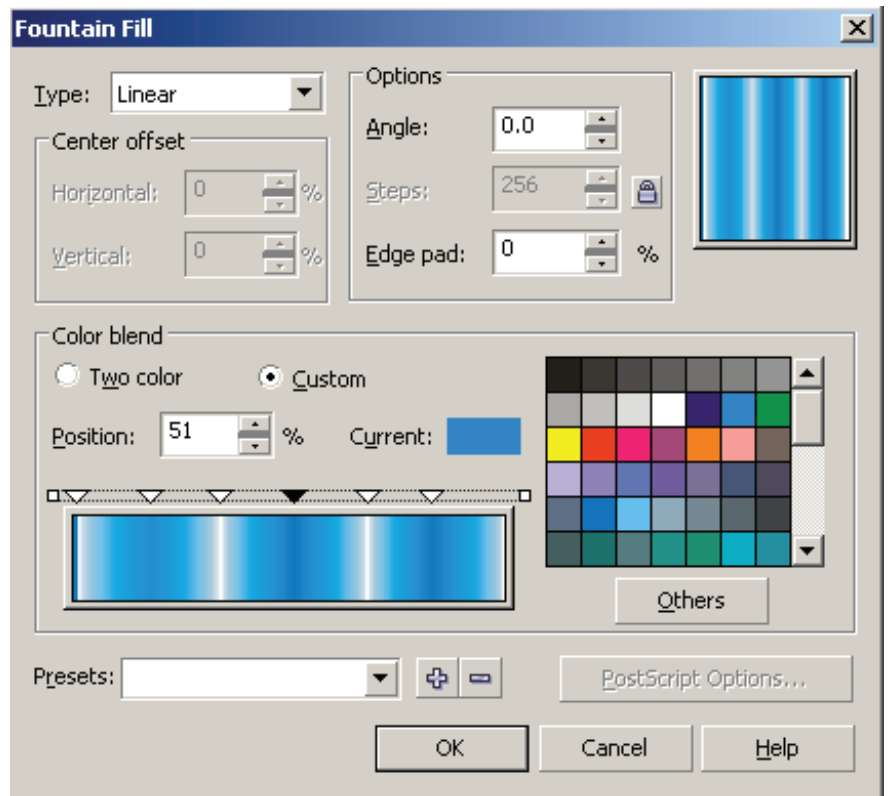 Fountain Fill
Type: Linear
Options
Angle: 0.0
Steps: 256
Edge pad: 0 %
Center offset
Horizontal: 0 %
Vertical: 0 %
Color blend
Two color Custom
Position: 51 % Current:
Others
Presets:
PostScript Options...
OK Cancel Help